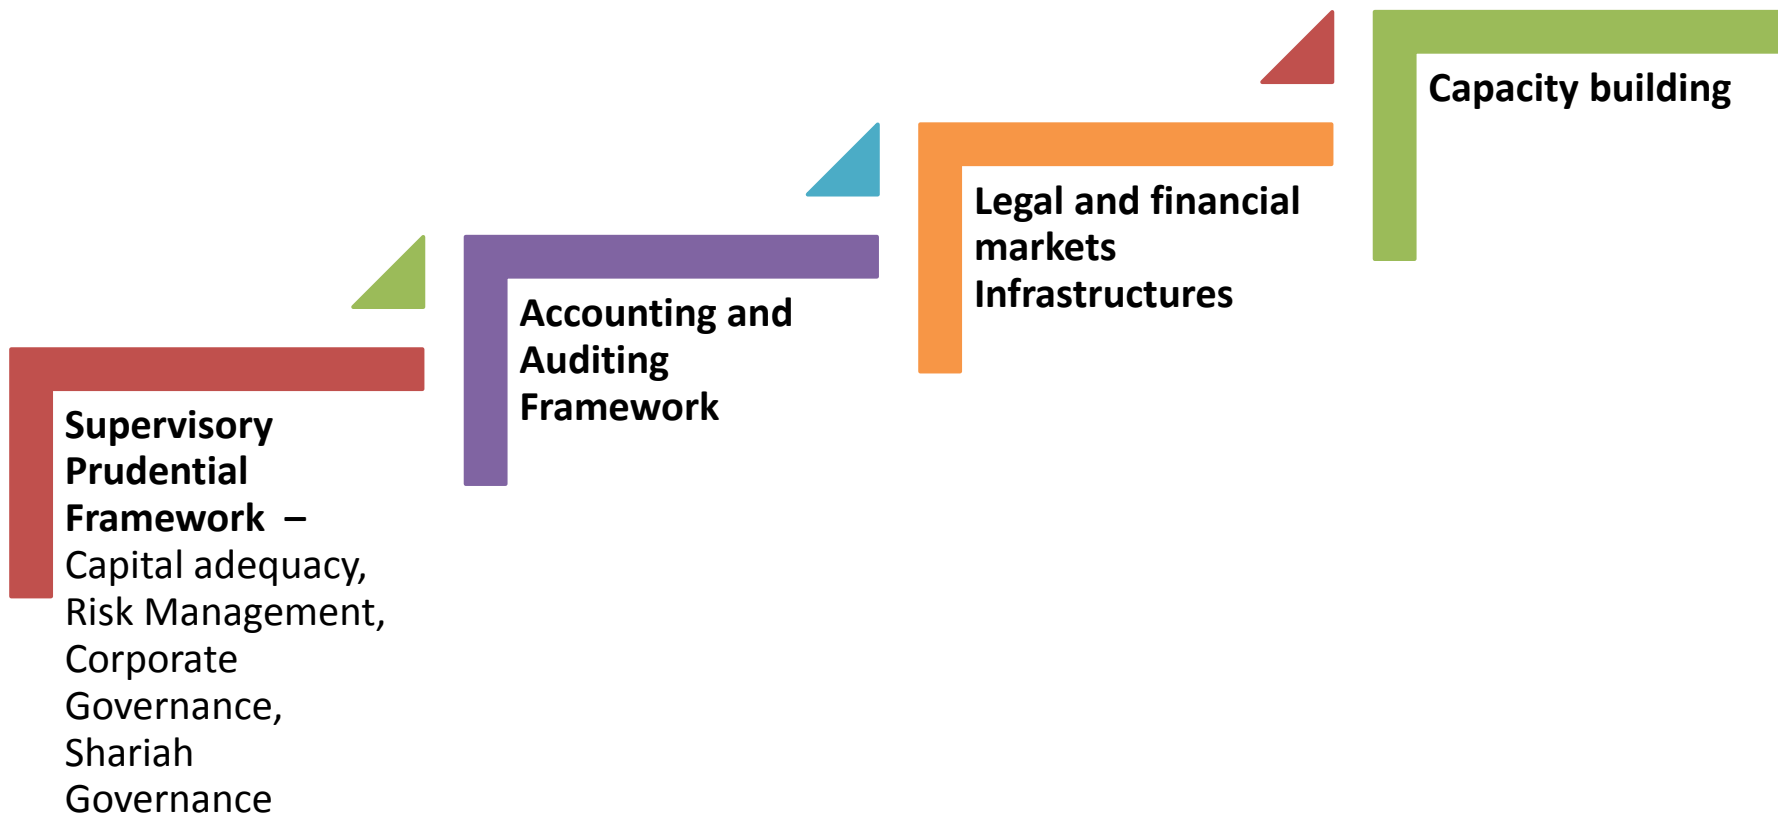 Supervisory
Prudential
Framework –
Capital adequacy,
Risk Management,
Corporate
Governance,
Shariah
Governance
Accounting and
Auditing
Framework
Legal and financial
markets
Infrastructures
Capacity building